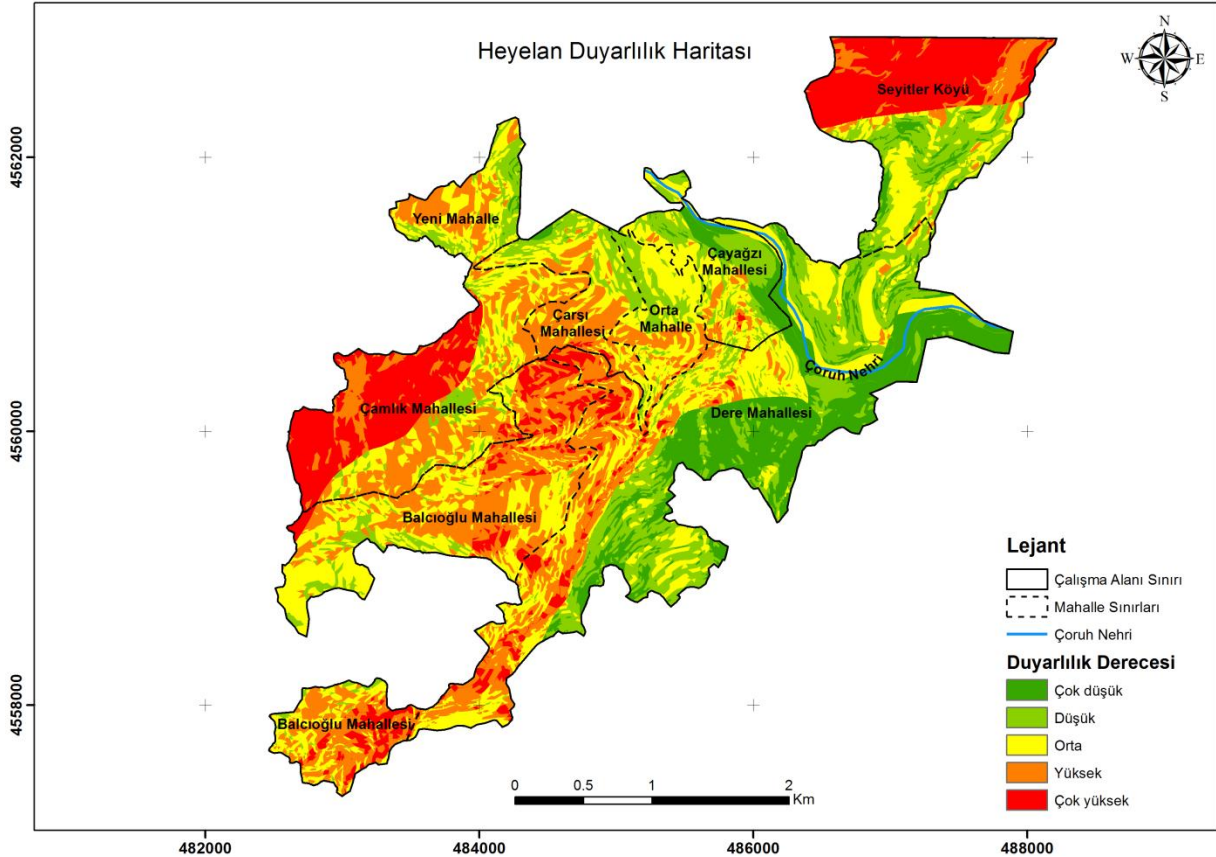 Heyelan Duyarlılık Haritası
N
W
E
S
Seyitler Köyü
4562000
Yeni Mahalle
Çayağzı
Mahallesi
Çarşı
Mahallesi
Orta
Mahalle
Çoruh Nehri
Çamlık Mahallesi
Dere Mahallesi
4560000
Balcıoğlu Mahallesi
Balcıoğlu Mahallesi
4558000
Lejant
Çalışma Alanı Sınırı
Mahalle Sınırları
Çoruh Nehri
Duyarlılık Derecesi
Çok düşük
Düşük
Orta
Yüksek
Çok yüksek
0 0.5 1 2
Km
482000 484000 486000 488000